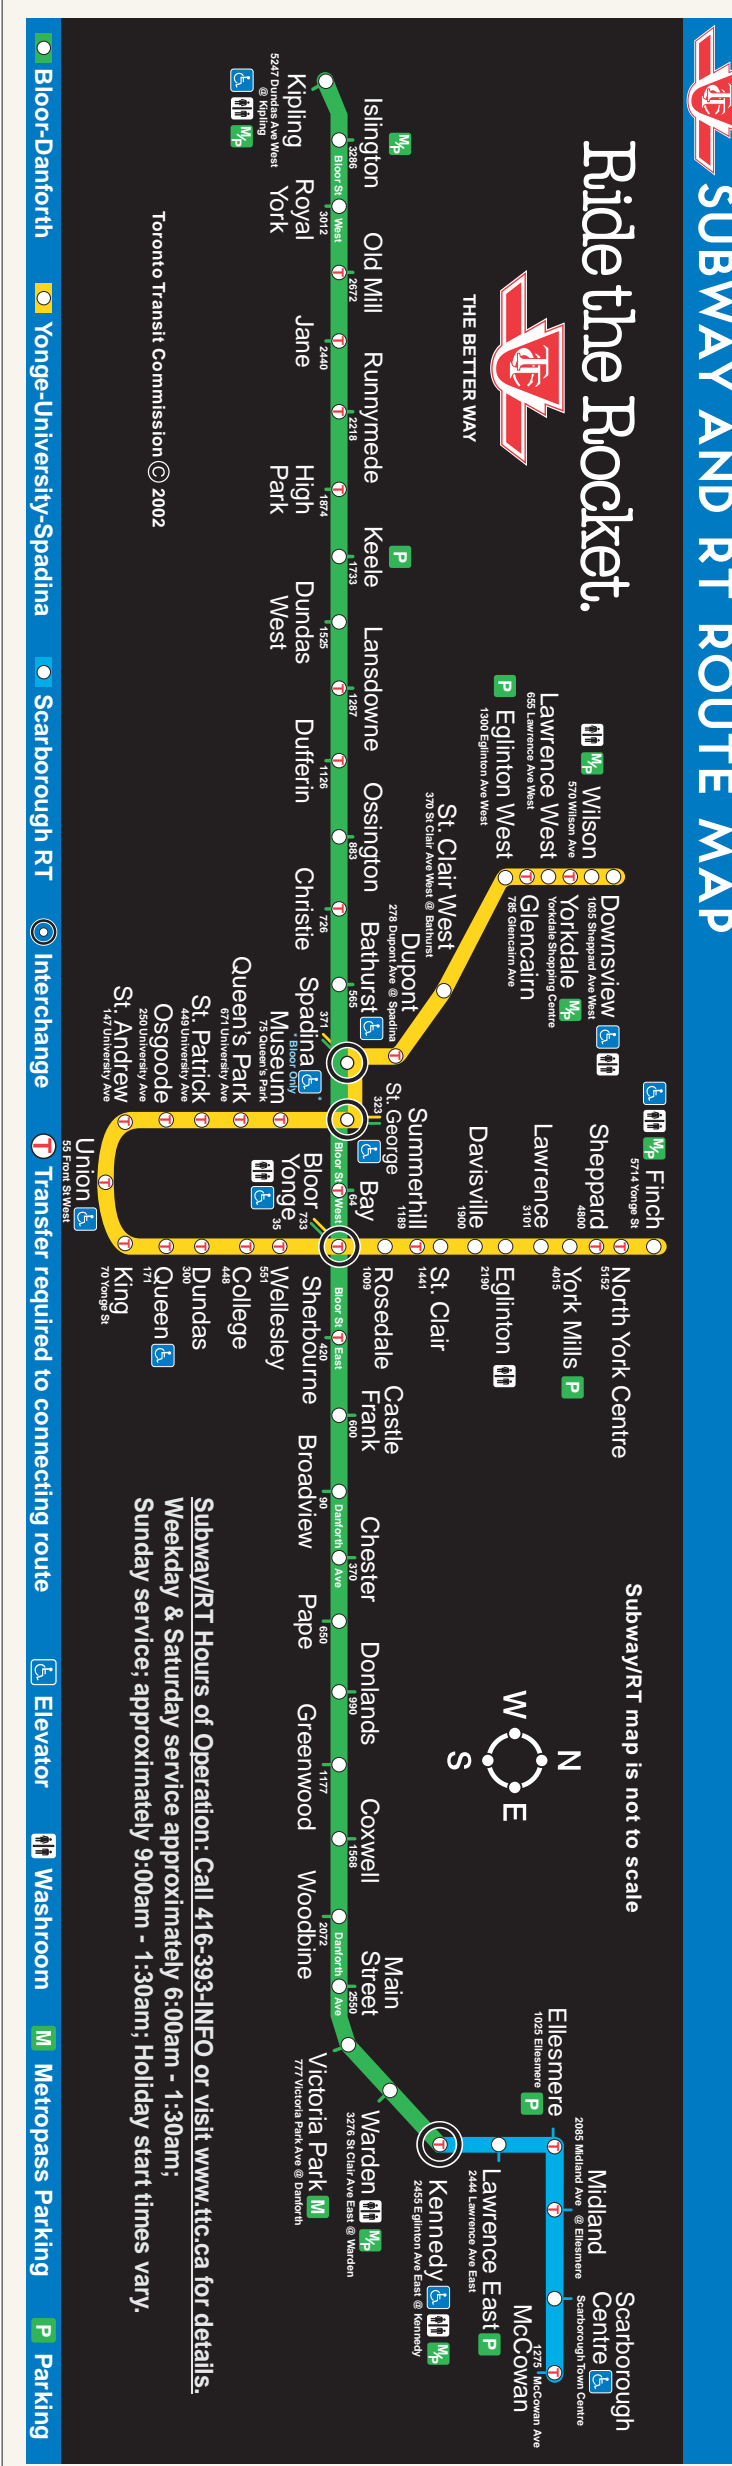 SUBWAY AND RT ROUTE MAP
Ride the Rocket.
THE BETTER WAY
Subway/RT map is not to scale
N
W
E
S
Kipling
5247 Dundas Ave West
@ Kipling
M/P
Islington
M/P
3286
Bloor St West
Royal
York
3012
Old Mill
2672
Jane
2440
Runnymede
2218
High
Park
1874
Keele
P
1733
Dundas
West
1525
Lansdowne
1287
Dufferin
1126
Ossington
883
Christie
726
Bathurst
565
Spadina
371
* Bloor Only
*
St. George
323
Bloor St West
Bay
64
Bloor
Yonge
733
35
Bloor St East
Sherbourne
420
Castle
Frank
600
Broadview
90
Danforth Ave
Chester
370
Pape
650
Donlands
990
Greenwood
1177
Coxwell
1568
Woodbine
2072
Danforth Ave
Main
Street
2550
Victoria Park M
777 Victoria Park Ave @ Danforth
Warden M/P
3276 St Clair Ave East @ Warden
Kennedy M/P
2455 Eglinton Ave East @ Kennedy
Lawrence East P
2444 Lawrence Ave East
Ellesmere
1025 Ellesmere P
Midland
2085 Midland Ave @ Ellesmere
Scarborough
Centre
Scarborough Town Centre
McCowan
1275 McCowan Ave
Downsview
1035 Sheppard Ave West
M/P Wilson
570 Wilson Ave
Yorkdale M/P
Yorkdale Shopping Centre
Lawrence West
655 Lawrence Ave West
Glencairn
785 Glencairn Ave
P Eglinton West
1300 Eglinton Ave West
St. Clair West
370 St Clair Ave West @ Bathurst
Dupont
278 Dupont Ave @ Spadina
Museum
75 Queen's Park
Queen's Park
671 University Ave
St. Patrick
449 University Ave
Osgoode
250 University Ave
St. Andrew
147 University Ave
Union
55 Front St West
King
70 Yonge St
Queen
171
Dundas
300
College
448
Wellesley
551
Rosedale
1009
Summerhill
1189
St. Clair
1441
Davisville
1900
Eglinton
2190
Lawrence
3101
York Mills P
4015
Sheppard
4800
North York Centre
5152
M/P Finch
5714 Yonge St
Toronto Transit Commission © 2002
Subway/RT Hours of Operation: Call 416-393-INFO or visit www.ttc.ca for details.
Weekday & Saturday service approximately 6:00am - 1:30am;
Sunday service; approximately 9:00am - 1:30am; Holiday start times vary.
Bloor-Danforth Yonge-University-Spadina Scarborough RT Interchange T Transfer required to connecting route Elevator Washroom M Metropass Parking P Parking